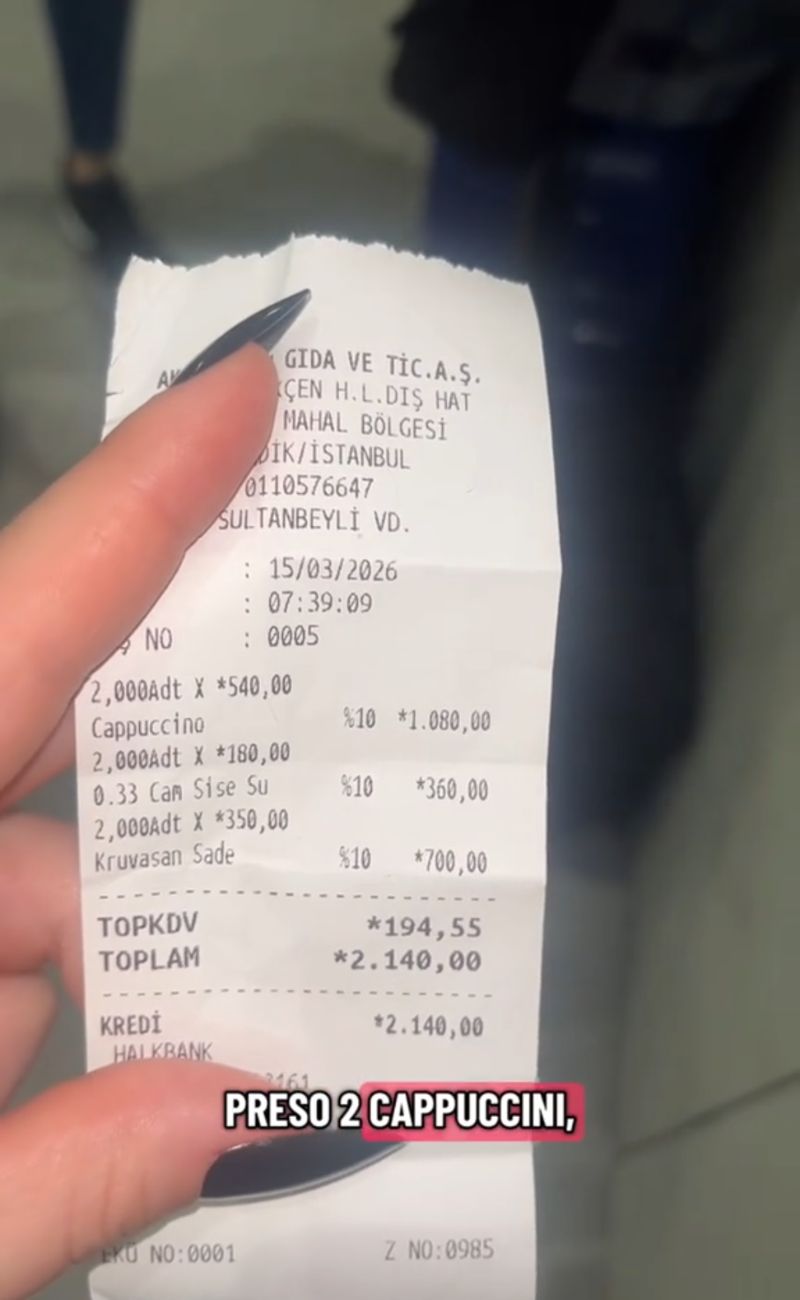 GIDA VE TİC.A.Ş.
H.L.DIŞ HAT
MAHAL BÖLGESİ
/İSTANBUL
0110576647
SULTANBEYLİ VD.
: 15/03/2026
: 07:39:09
NO : 0005
2,000Adt X *540,00
Cappuccino %10 *1.080,00
2,000Adt X *180,00
0.33 Cam Sise Su %10 *360,00
2,000Adt X *350,00
Kruvasan Sade %10 *700,00
TOPKDV *194,55
TOPLAM *2.140,00
KREDİ *2.140,00
HALKBANK
3161
PRESO 2 CAPPUCCINI,
EKÜ NO:0001 Z NO:0985